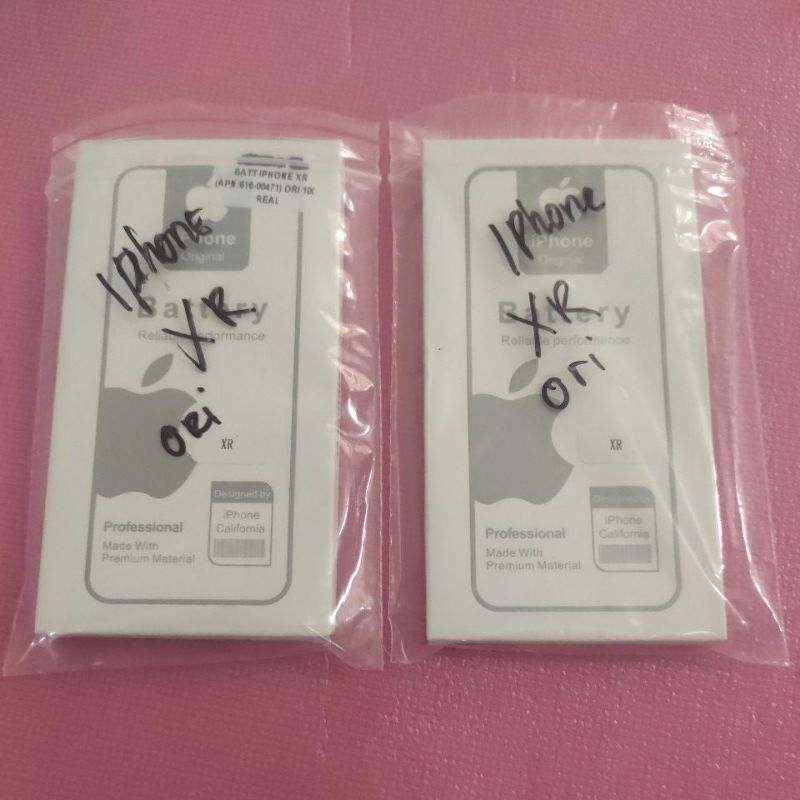 BATT IPHONE XR
(APN :616-00471) ORI 100
REAL
iphone
XR
ORI
Original
Battery
Reliable performance
XR
Designed by
iPhone
California
Professional
Made With
Premium Material
iphone
XR
ori
iPhone
Original
Battery
Reliable performance
XR
Designed by
iPhone
California
Professional
Made With
Premium Material